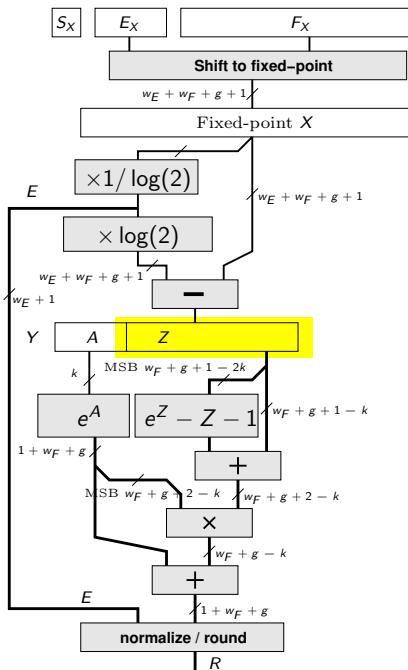 S_X E_X F_X
Shift to fixed–point
w_E + w_F + g + 1
Fixed-point X
×1/ log(2)
E
w_E + w_F + g + 1
× log(2)
w_E + w_F + g + 1
w_E + 1
−
Y A Z
MSB w_F + g + 1 − 2k
k
e^A e^Z − Z − 1
w_F + g + 1 − k
1 + w_F + g
+
MSB w_F + g + 2 − k
w_F + g + 2 − k
×
w_F + g − k
+
E
1 + w_F + g
normalize / round
R